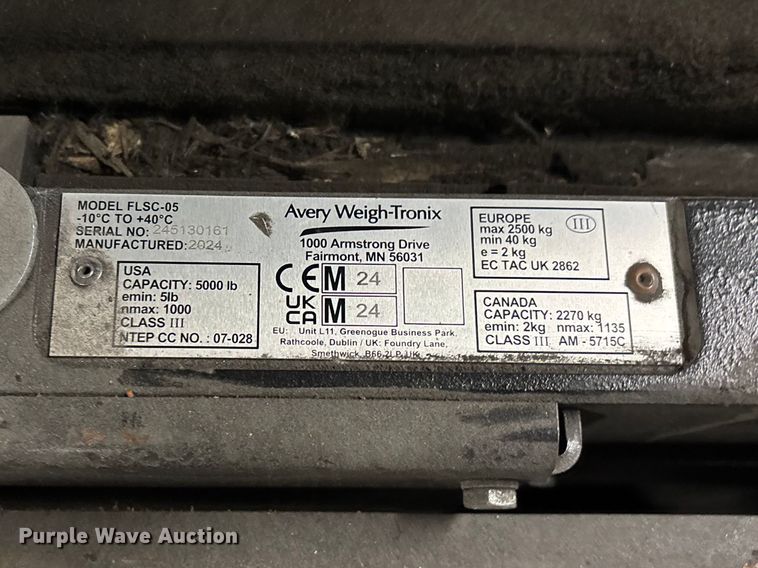 MODEL FLSC-05
-10°C TO +40°C
SERIAL NO: 245130161
MANUFACTURED: 2024
USA
CAPACITY: 5000 lb
emin: 5lb
nmax: 1000
CLASS III
NTEP CC NO. : 07-028
Avery Weigh-Tronix
1000 Armstrong Drive
Fairmont, MN 56031
CE M 24
UK CA M 24
EU: . Unit L11, Greenogue Business Park,
Rathcoole, Dublin / UK: Foundry Lane,
Smethwick, B66 2LP, UK
EUROPE
max 2500 kg
min 40 kg
e = 2 kg
EC TAC UK 2862
III
CANADA
CAPACITY: 2270 kg
emin: 2kg nmax: 1135
CLASS III AM - 5715C
Purple Wave Auction